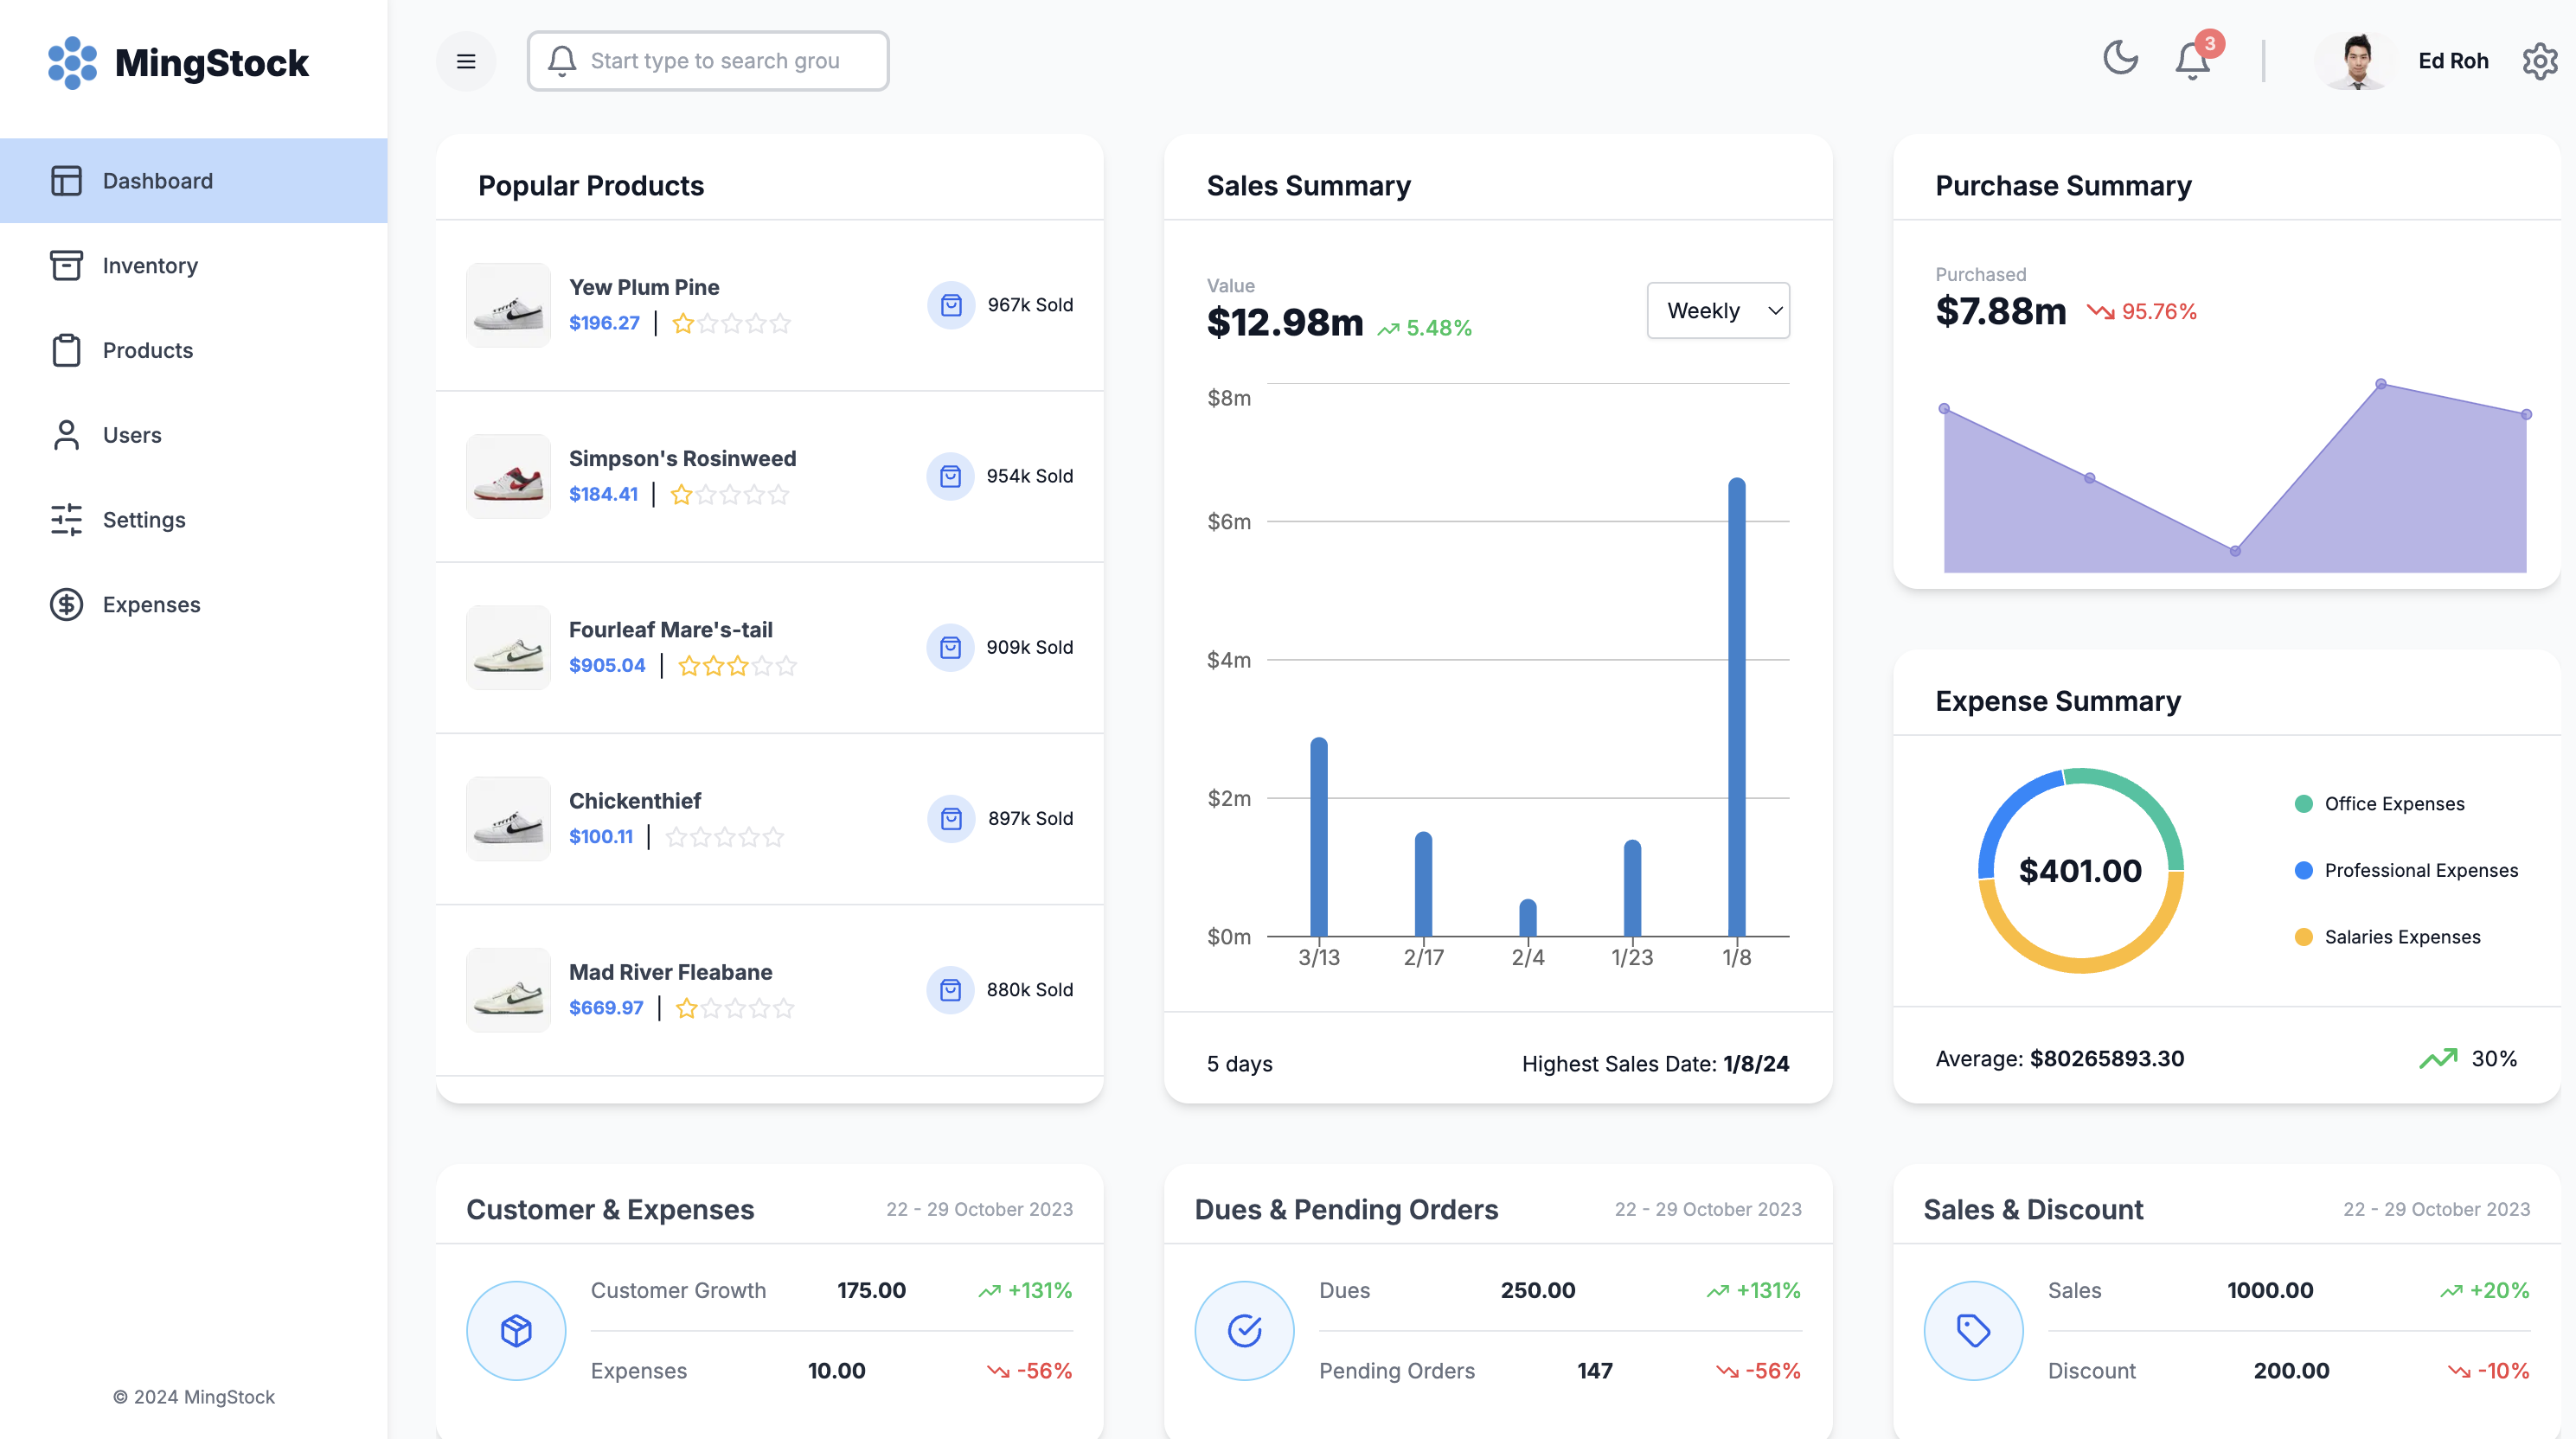 MingStock
Start type to search grou
3
Ed Roh
Dashboard
Inventory
Products
Users
Settings
Expenses
© 2024 MingStock
Popular Products
Yew Plum Pine
$196.27
967k Sold
Simpson's Rosinweed
$184.41
954k Sold
Fourleaf Mare's-tail
$905.04
909k Sold
Chickenthief
$100.11
897k Sold
Mad River Fleabane
$669.97
880k Sold
Sales Summary
Value
$12.98m 5.48%
Weekly
$8m
$6m
$4m
$2m
$0m
3/13 2/17 2/4 1/23 1/8
5 days
Highest Sales Date: 1/8/24
Purchase Summary
Purchased
$7.88m 95.76%
Expense Summary
$401.00
Office Expenses
Professional Expenses
Salaries Expenses
Average: $80265893.30
30%
Customer & Expenses
22 - 29 October 2023
Customer Growth 175.00 +131%
Expenses 10.00 -56%
Dues & Pending Orders
22 - 29 October 2023
Dues 250.00 +131%
Pending Orders 147 -56%
Sales & Discount
22 - 29 October 2023
Sales 1000.00 +20%
Discount 200.00 -10%